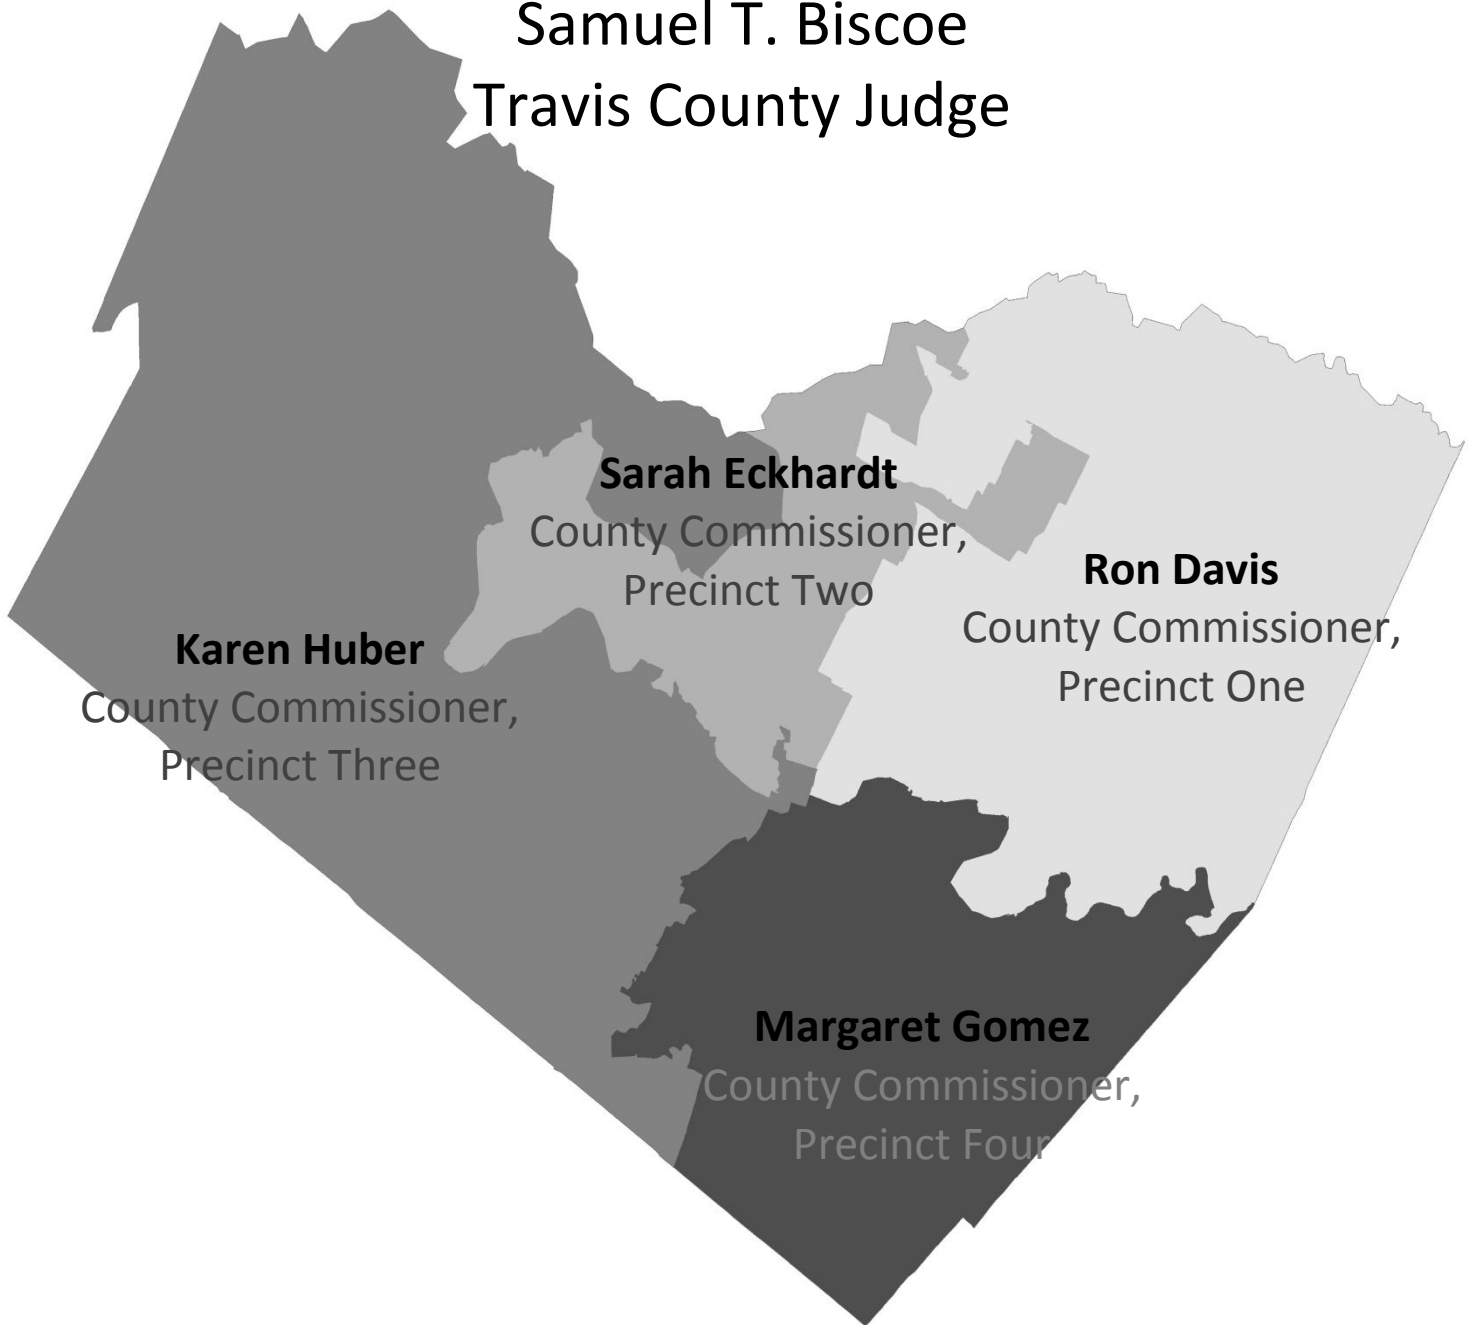 Samuel T. Biscoe
Travis County Judge
Sarah Eckhardt
County Commissioner,
Precinct Two
Ron Davis
County Commissioner,
Precinct One
Karen Huber
County Commissioner,
Precinct Three
Margaret Gomez
County Commissioner,
Precinct Four